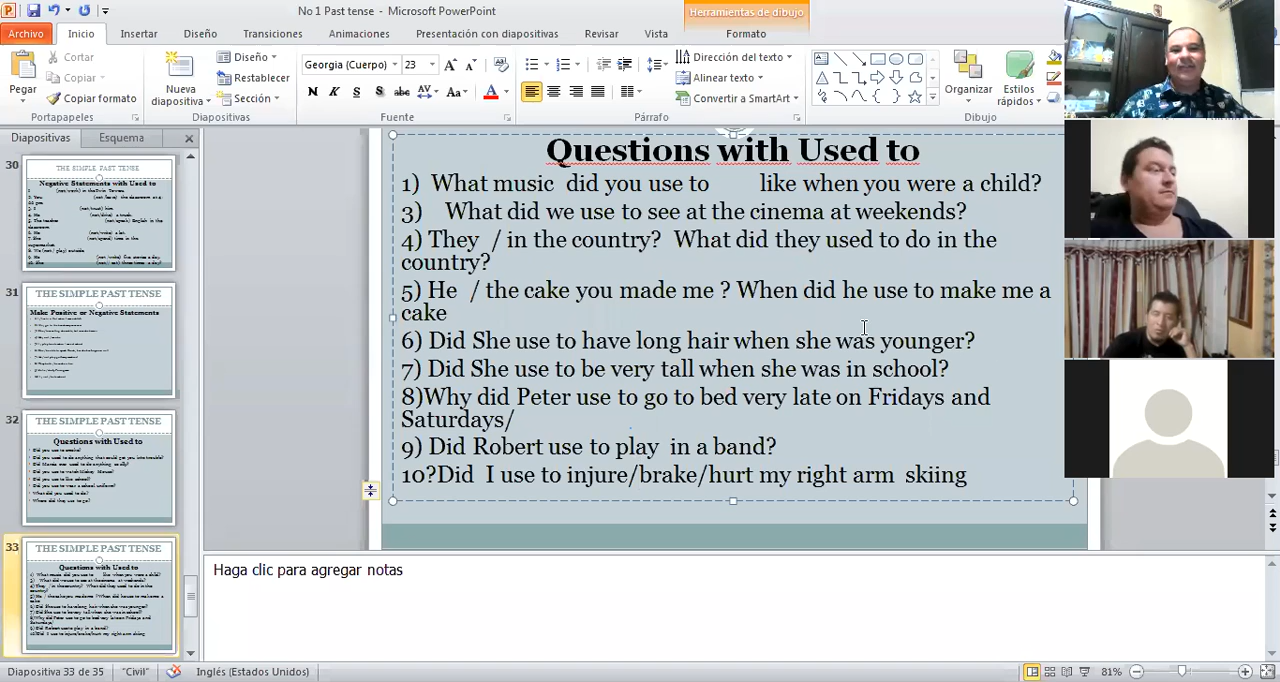 No 1 Past tense - Microsoft PowerPoint
Herramientas de dibujo
Archivo Inicio Insertar Diseño Transiciones Animaciones Presentación con diapositivas Revisar Vista Formato
Pegar
Cortar
Copiar
Copiar formato
Portapapeles
Nueva diapositiva
Diseño
Restablecer
Sección
Diapositivas
Georgia (Cuerpo) 23
N K S S abc AV Aa A
Fuente
Párrafo
Dirección del texto
Alinear texto
Convertir a SmartArt
Organizar
Estilos rápidos
Dibujo
Diapositivas Esquema
30
THE SIMPLE PAST TENSE
Negative Statements with Used to
31
THE SIMPLE PAST TENSE
Make Positive or Negative Statements
32
Questions with Used to
33
THE SIMPLE PAST TENSE
Questions with Used to
Questions with Used to
1) What music did you use to like when you were a child?
3) What did we use to see at the cinema at weekends?
4) They / in the country? What did they used to do in the
country?
5) He / the cake you made me ? When did he use to make me a
cake
6) Did She use to have long hair when she was younger?
7) Did She use to be very tall when she was in school?
8)Why did Peter use to go to bed very late on Fridays and
Saturdays/
9) Did Robert use to play in a band?
10?Did I use to injure/brake/hurt my right arm skiing
Haga clic para agregar notas
Diapositiva 33 de 35 "Civil" Inglés (Estados Unidos) 81%